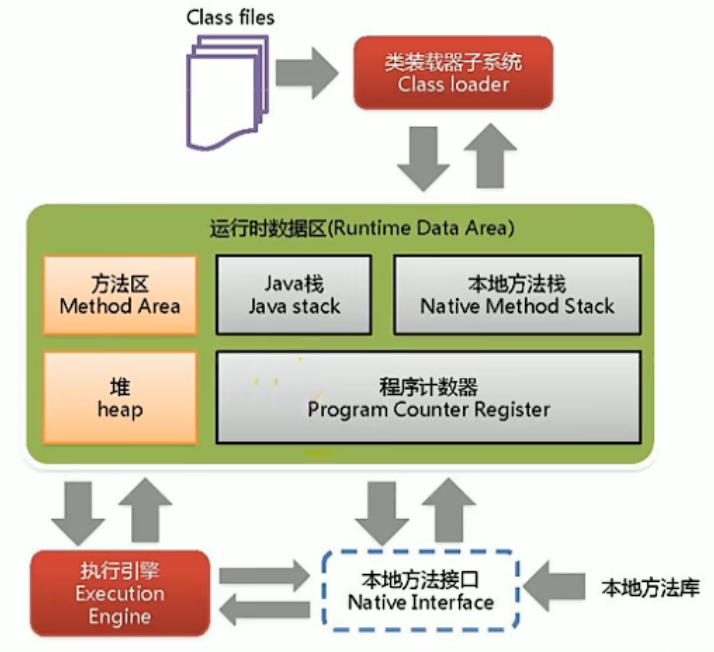 Class files
类装载器子系统
Class loader
运行时数据区(Runtime Data Area)
方法区
Method Area
Java栈
Java stack
本地方法栈
Native Method Stack
堆
heap
程序计数器
Program Counter Register
执行引擎
Execution
Engine
本地方法接口
Native Interface
本地方法库